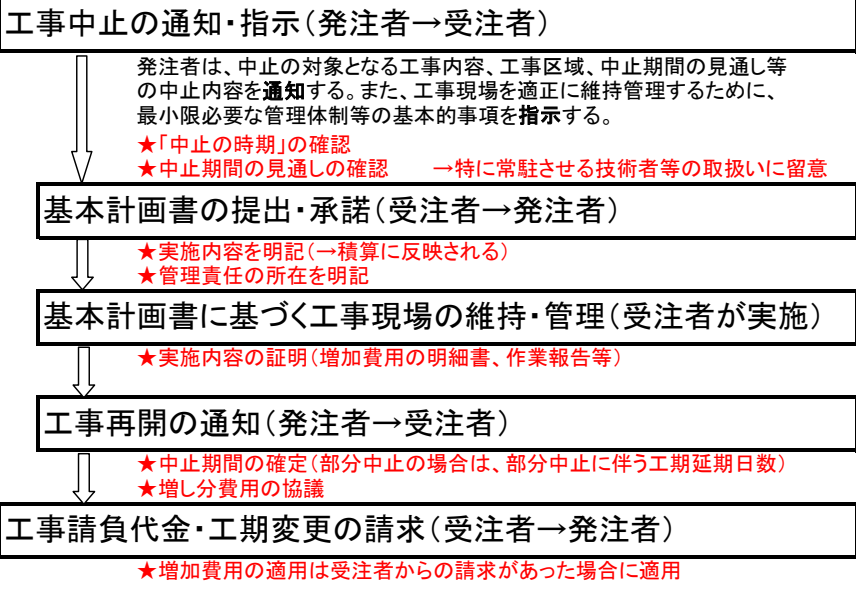 工事中止の通知・指示（発注者→受注者）
発注者は、中止の対象となる工事内容、工事区域、中止期間の見通し等
の中止内容を通知する。また、工事現場を適正に維持管理するために、
最小限必要な管理体制等の基本的事項を指示する。
★「中止の時期」の確認
★中止期間の見通しの確認　　→特に常駐させる技術者等の取扱いに留意
基本計画書の提出・承諾（受注者→発注者）
★実施内容を明記（→積算に反映される）
★管理責任の所在を明記
基本計画書に基づく工事現場の維持・管理（受注者が実施）
★実施内容の証明（増加費用の明細書、作業報告等）
工事再開の通知（発注者→受注者）
★中止期間の確定（部分中止の場合は、部分中止に伴う工期延期日数）
★増し分費用の協議
工事請負代金・工期変更の請求（受注者→発注者）
★増加費用の適用は受注者からの請求があった場合に適用